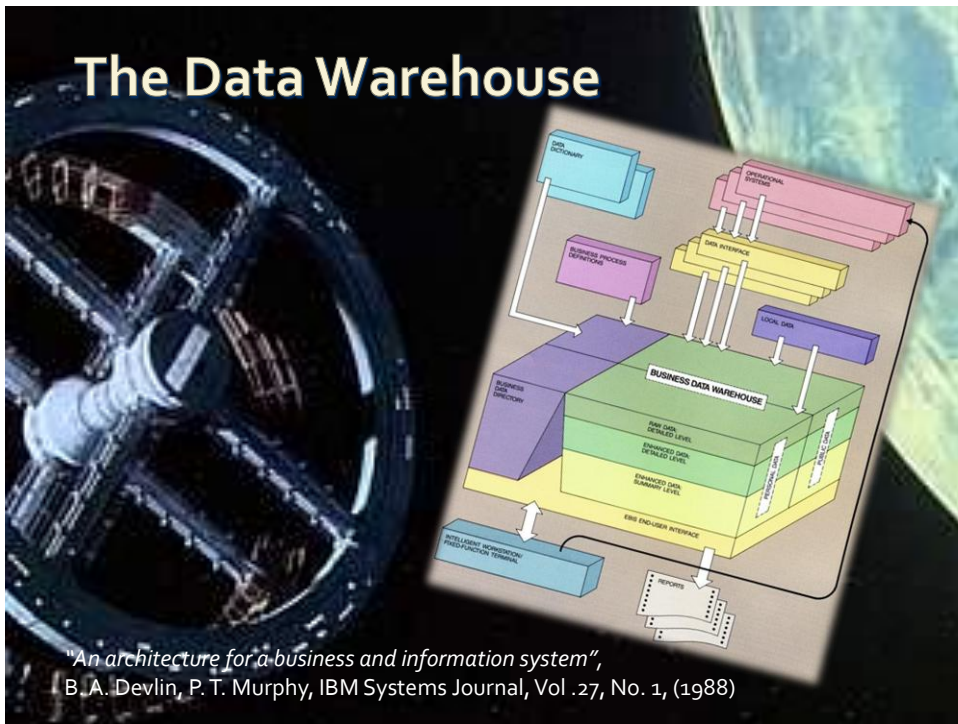 The Data Warehouse
DATA
DICTIONARY
OPERATIONAL
SYSTEMS
BUSINESS PROCESS
DEFINITIONS
DATA INTERFACE
LOCAL DATA
BUSINESS DATA WAREHOUSE
BUSINESS
DATA
DIRECTORY
RAW DATA:
DETAILED LEVEL
ENHANCED DATA:
DETAILED LEVEL
ENHANCED DATA:
SUMMARY LEVEL
PERSONAL DATA
PUBLIC DATA
EBIS END-USER INTERFACE
INTELLIGENT WORKSTATION/
FIXED-FUNCTION TERMINAL
REPORTS
“An architecture for a business and information system”,
B. A. Devlin, P. T. Murphy, IBM Systems Journal, Vol .27, No. 1, (1988)